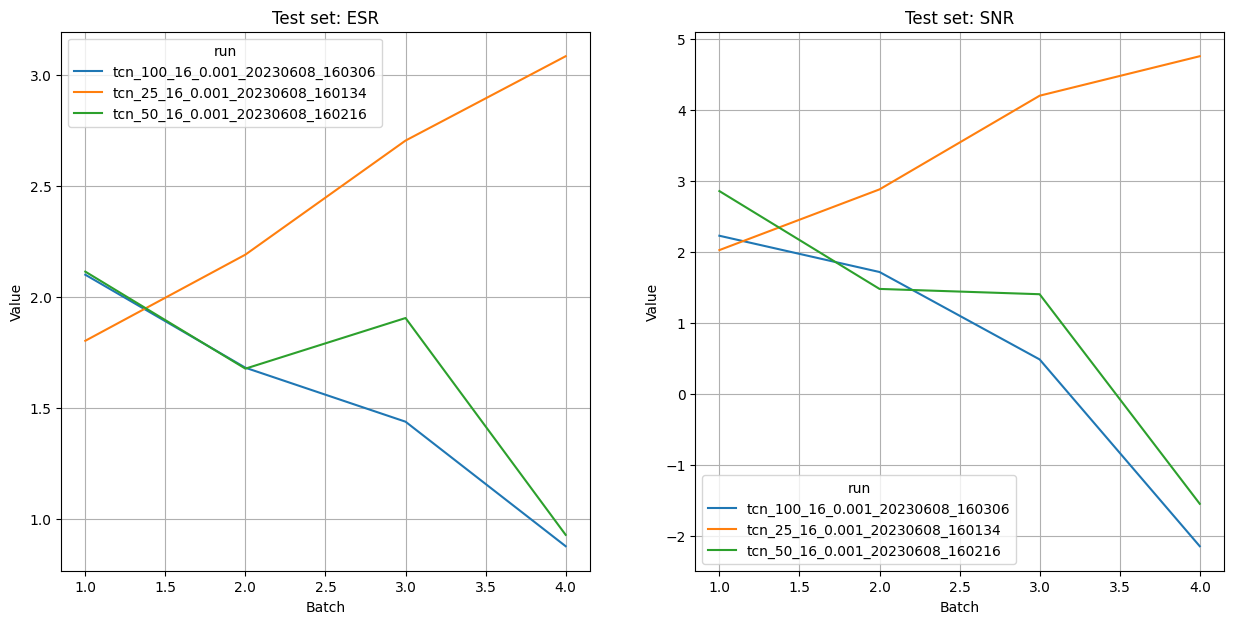 Test set: ESR
run
tcn_100_16_0.001_20230608_160306
tcn_25_16_0.001_20230608_160134
tcn_50_16_0.001_20230608_160216
3.0
2.5
2.0
1.5
1.0
Value
1.0 1.5 2.0 2.5 3.0 3.5 4.0
Batch
Test set: SNR
5
4
3
2
1
0
−1
−2
Value
run
tcn_100_16_0.001_20230608_160306
tcn_25_16_0.001_20230608_160134
tcn_50_16_0.001_20230608_160216
1.0 1.5 2.0 2.5 3.0 3.5 4.0
Batch